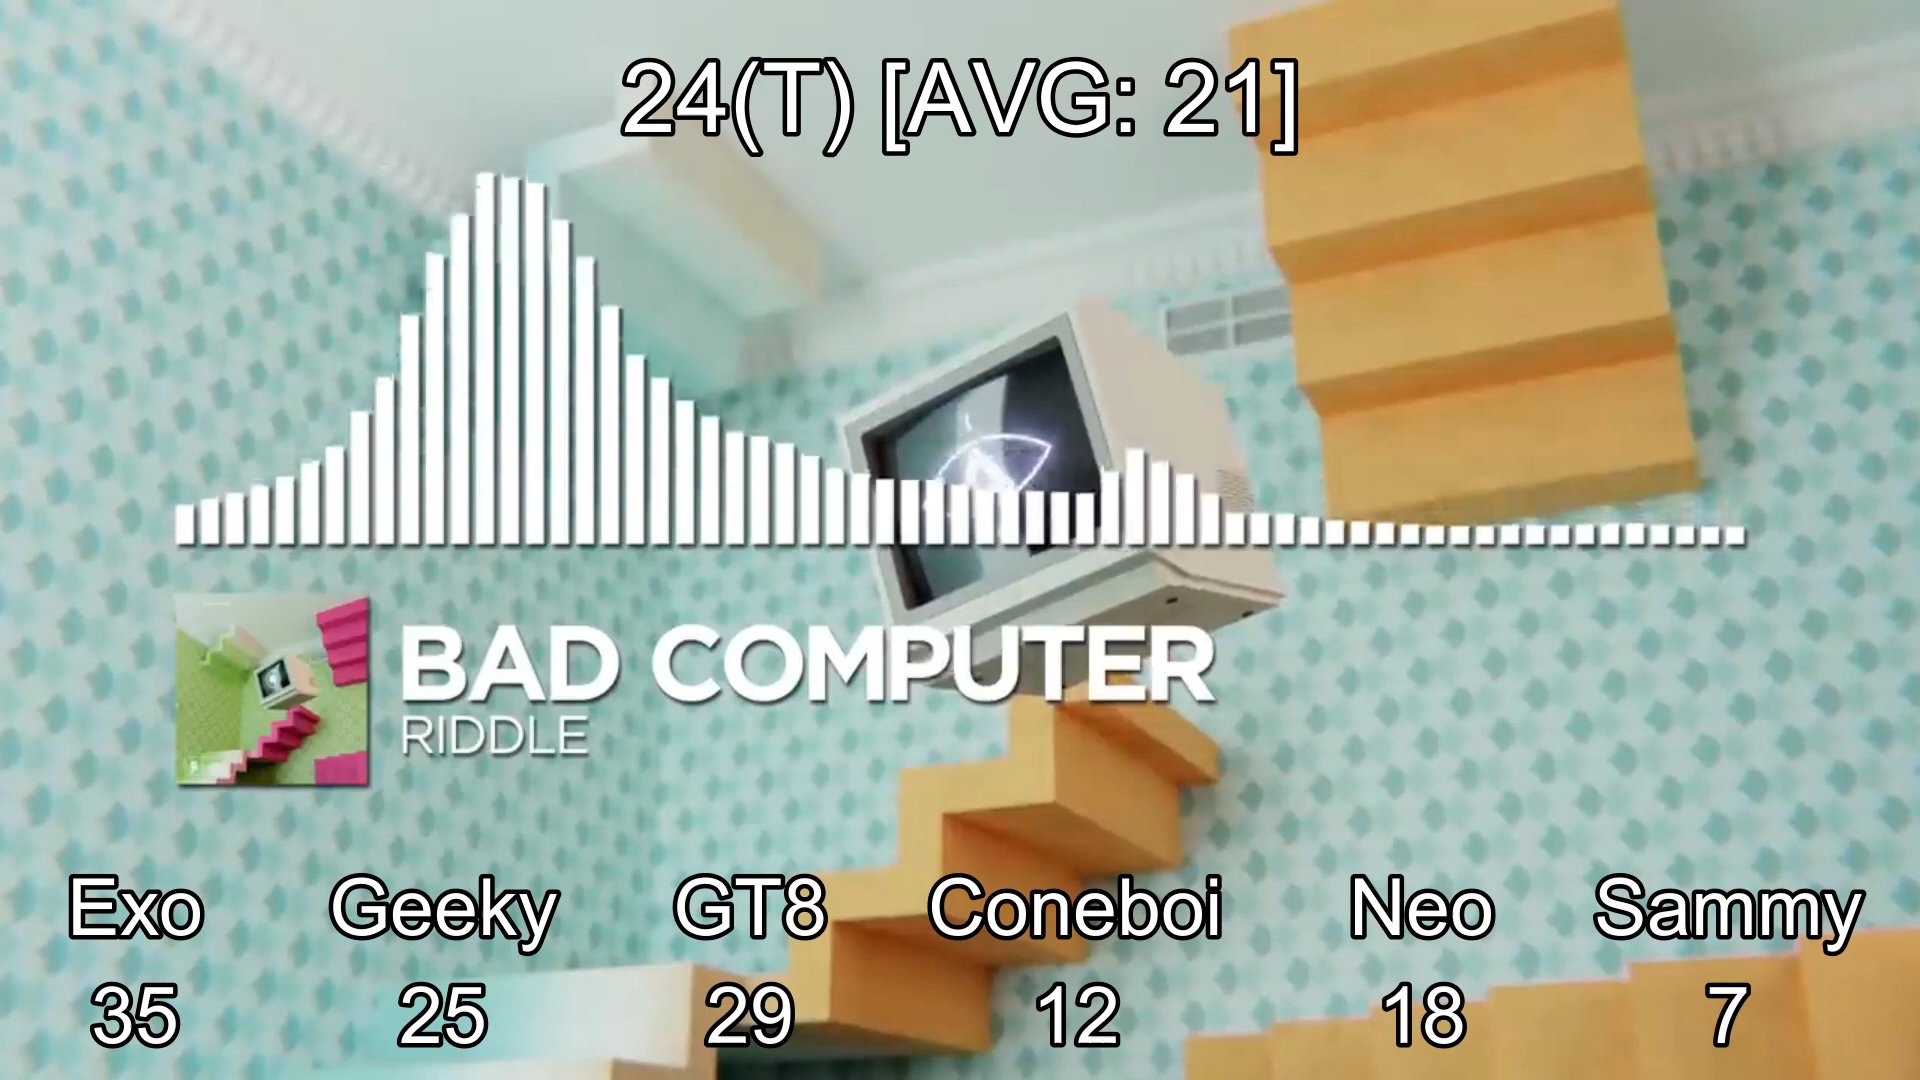 24(T) [AVG: 21]
BAD COMPUTER
RIDDLE
Exo Geeky GT8 Coneboi Neo Sammy
35 25 29 12 18 7